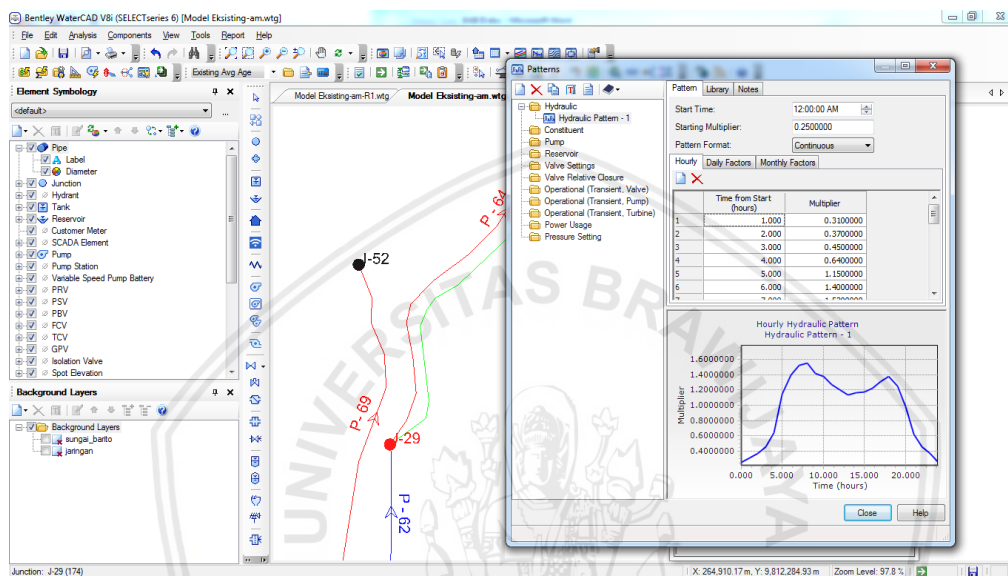 Bentley WaterCAD V8i (SELECTseries 6) [Model Eksisting-am.wtg]
File Edit Analysis Components View Tools Report Help
Existing Avg Age
Element Symbology
<default>
Pipe
Label
Diameter
Junction
Hydrant
Tank
Reservoir
Customer Meter
SCADA Element
Pump
Pump Station
Variable Speed Pump Battery
PRV
PSV
PBV
FCV
TCV
GPV
Isolation Valve
Spot Elevation
Background Layers
Background Layers
sungai_barito
jaringan
Model Eksisting-am-R1.wtg
Model Eksisting-am.wtg
P - 64
J-52
P - 69
J-29
P - 62
UNIVERSITAS BRAWIJAYA
Patterns
Hydraulic
Hydraulic Pattern - 1
Constituent
Pump
Reservoir
Valve Settings
Valve Relative Closure
Operational (Transient, Valve)
Operational (Transient, Pump)
Operational (Transient, Turbine)
Power Usage
Pressure Setting
Pattern Library Notes
Start Time: 12:00:00 AM
Starting Multiplier: 0.2500000
Pattern Format: Continuous
Hourly Daily Factors Monthly Factors
Time from Start (hours) Multiplier
1 1.000 0.3100000
2 2.000 0.3700000
3 3.000 0.4500000
4 4.000 0.6400000
5 5.000 1.1500000
6 6.000 1.4000000
Hourly Hydraulic Pattern
Hydraulic Pattern - 1
Multiplier
1.6000000
1.4000000
1.2000000
1.0000000
0.8000000
0.6000000
0.4000000
0.000 5.000 10.000 15.000 20.000
Time (hours)
Close Help
Junction: J-29 (174)
X: 264,910.17 m, Y: 9,812,284.93 m Zoom Level: 97.8 %